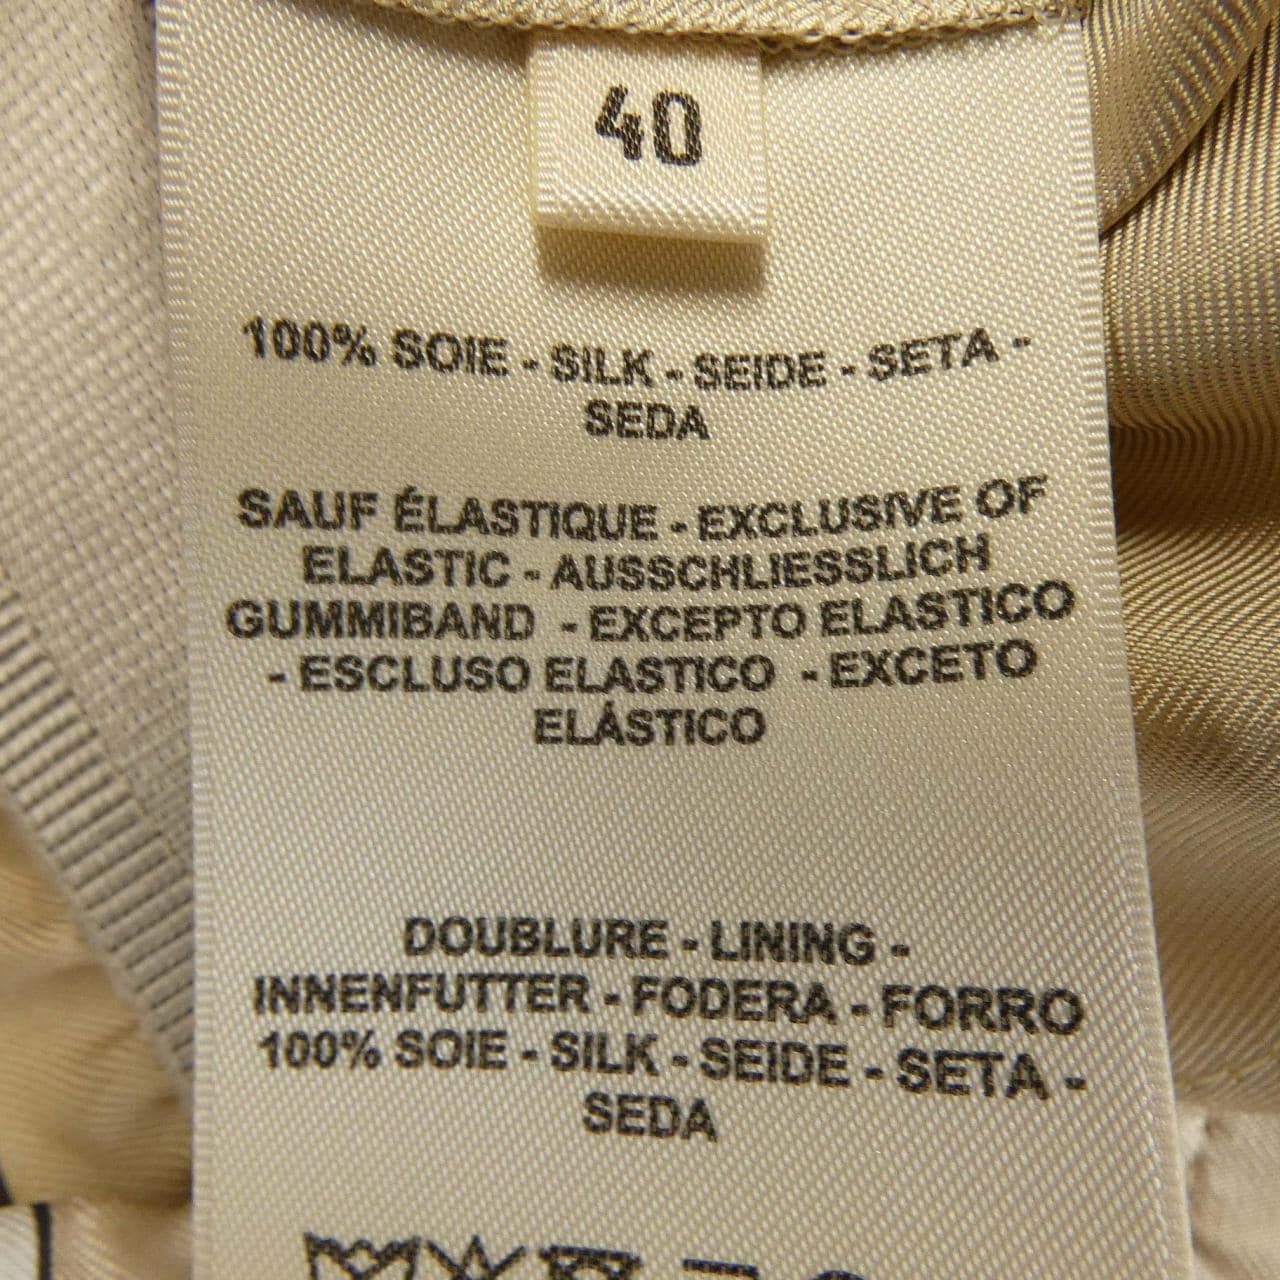 40
100% SOIE - SILK - SEIDE - SETA -
SEDA
SAUF ÉLASTIQUE - EXCLUSIVE OF
ELASTIC - AUSSCHLIESSLICH
GUMMIBAND - EXCEPTO ELASTICO
- ESCLUSO ELASTICO - EXCETO
ELÁSTICO
DOUBLURE - LINING -
INNENFUTTER - FODERA - FORRO
100% SOIE - SILK - SEIDE - SETA -
SEDA